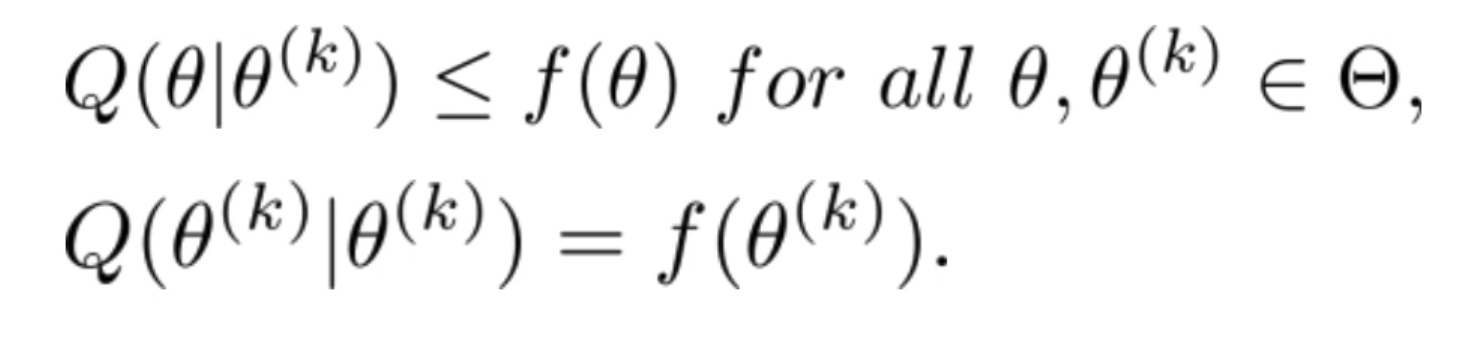 Q(θ|θ^{(k)}) ≤ f(θ) for all θ, θ^{(k)} ∈ Θ,
Q(θ^{(k)}|θ^{(k)}) = f(θ^{(k)}).